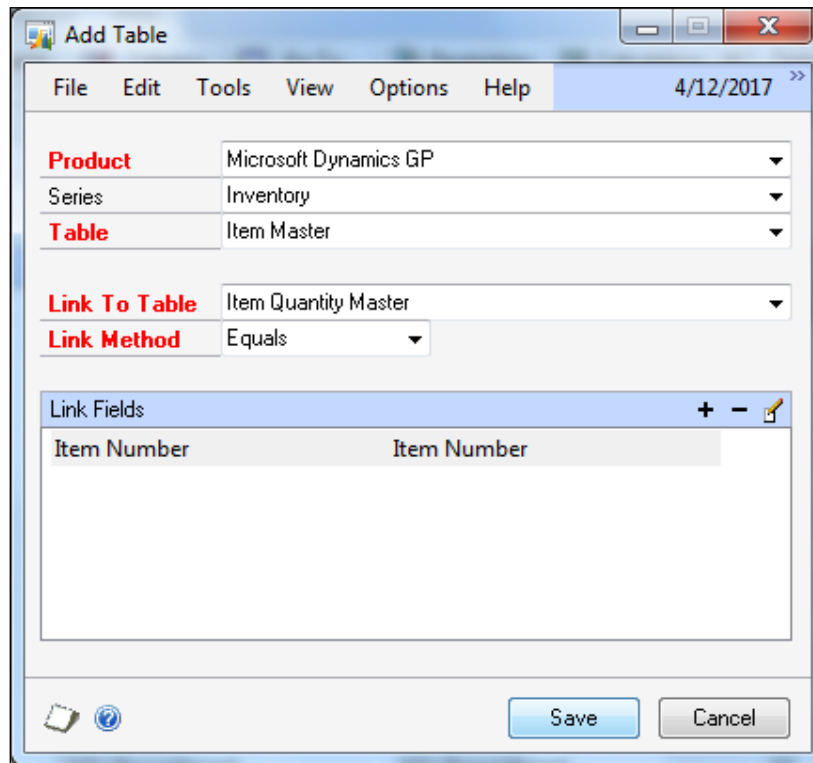 Add Table
File Edit Tools View Options Help 4/12/2017 »
Product Microsoft Dynamics GP
Series Inventory
Table Item Master
Link To Table Item Quantity Master
Link Method Equals
Link Fields
Item Number Item Number
Save Cancel